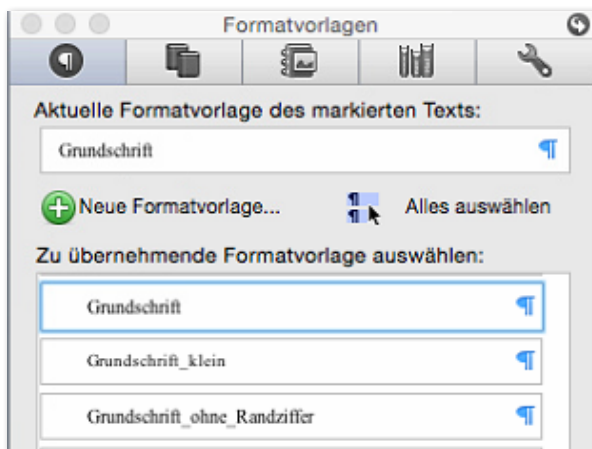 Formatvorlagen
Aktuelle Formatvorlage des markierten Texts:
Grundschrift ¶
Neue Formatvorlage... Alles auswählen
Zu übernehmende Formatvorlage auswählen:
Grundschrift ¶
Grundschrift_klein ¶
Grundschrift_ohne_Randziffer ¶